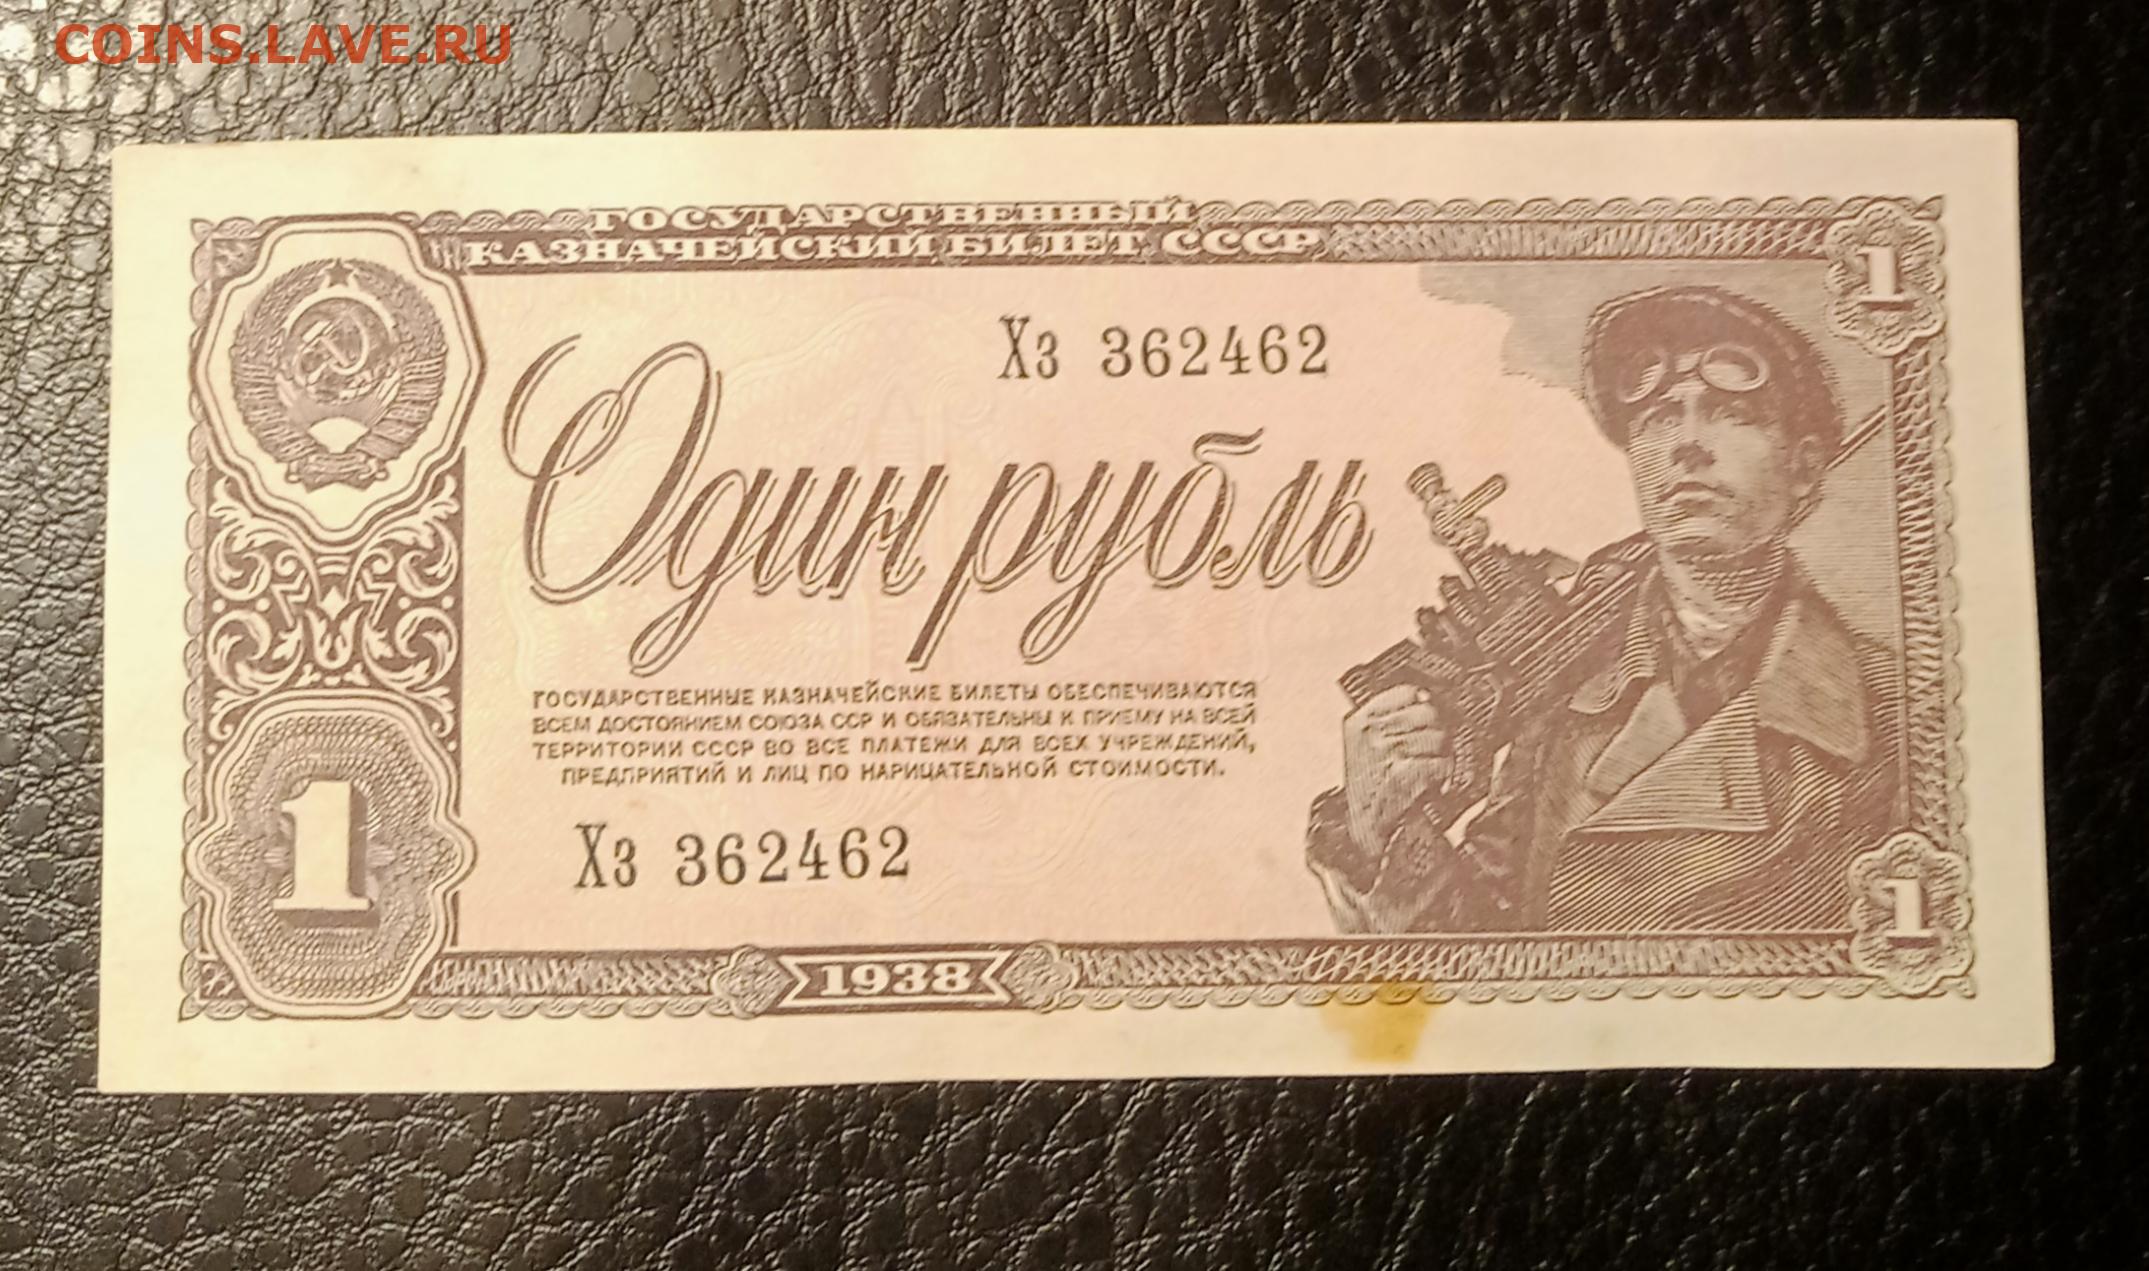 COINS.LAVE.RU
ГОСУДАРСТВЕННЫЙ
КАЗНАЧЕЙСКИЙ БИЛЕТ СССР
1
Хз 362462
Один рубль
ГОСУДАРСТВЕННЫЕ КАЗНАЧЕЙСКИЕ БИЛЕТЫ ОБЕСПЕЧИВАЮТСЯ
ВСЕМ ДОСТОЯНИЕМ СОЮЗА ССР И ОБЯЗАТЕЛЬНЫ К ПРИЕМУ НА ВСЕЙ
ТЕРРИТОРИИ СССР ВО ВСЕ ПЛАТЕЖИ ДЛЯ ВСЕХ УЧРЕЖДЕНИЙ,
ПРЕДПРИЯТИЙ И ЛИЦ ПО НАРИЦАТЕЛЬНОЙ СТОИМОСТИ.
Хз 362462
1
1
1938